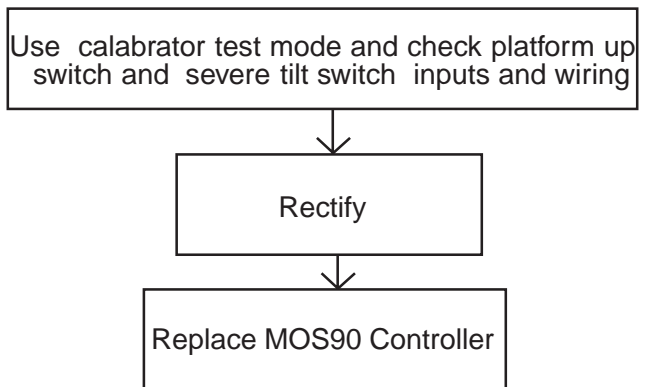 Use calabrator test mode and check platform up
switch and severe tilt switch inputs and wiring
Rectify
Replace MOS90 Controller